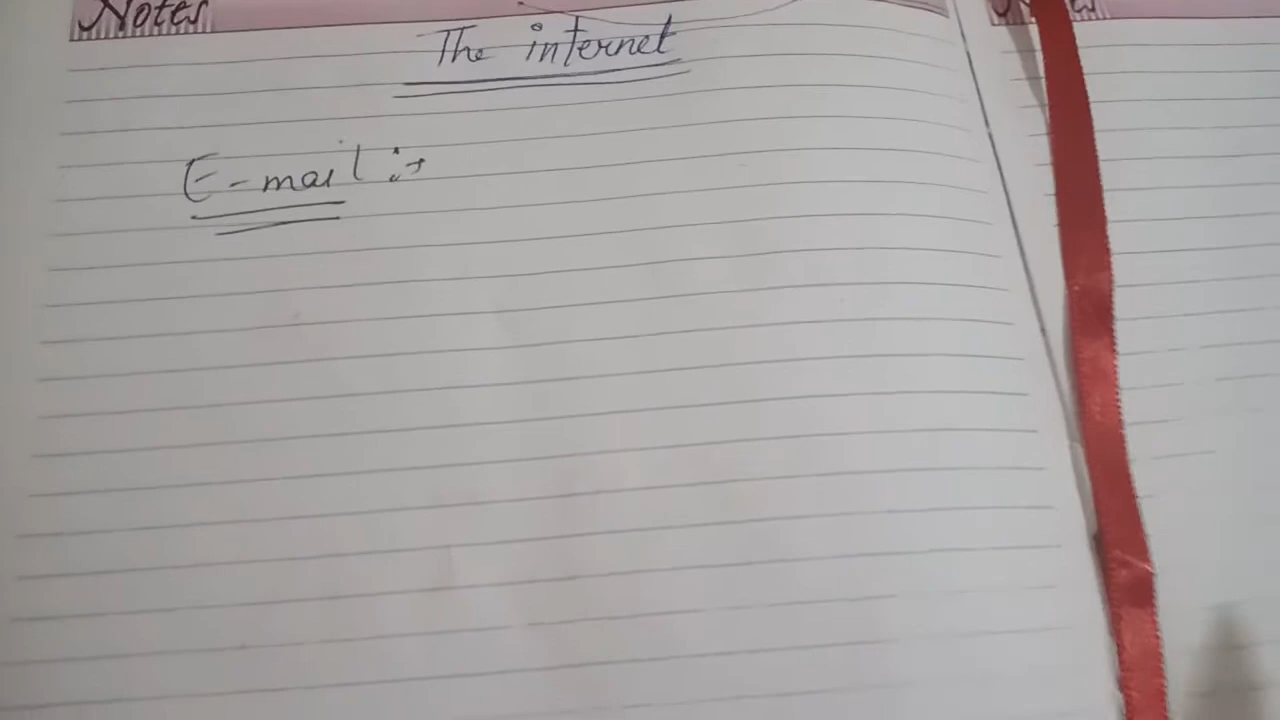 Notes
The internet
E-mail :→